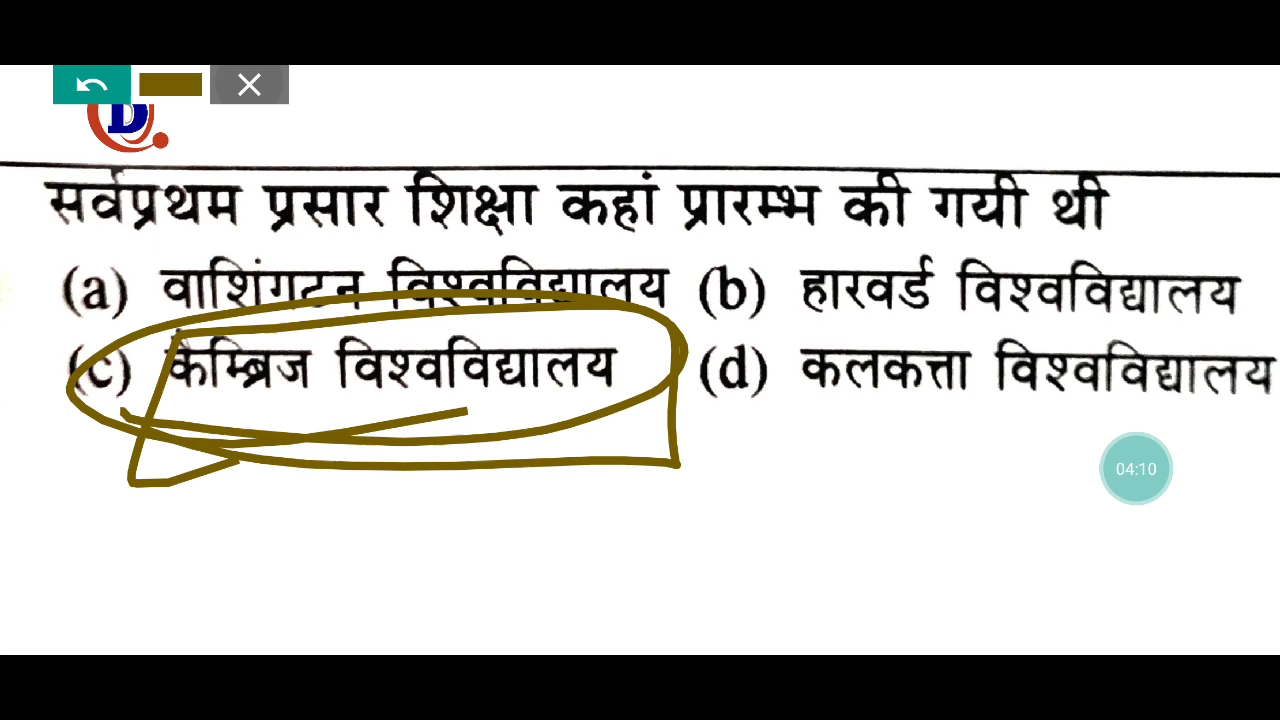 D
सर्वप्रथम प्रसार शिक्षा कहां प्रारम्भ की गयी थी
(a) वाशिंगटन विश्वविद्यालय (b) हारवर्ड विश्वविद्यालय
(c) कैम्ब्रिज विश्वविद्यालय (d) कलकत्ता विश्वविद्यालय
04:10